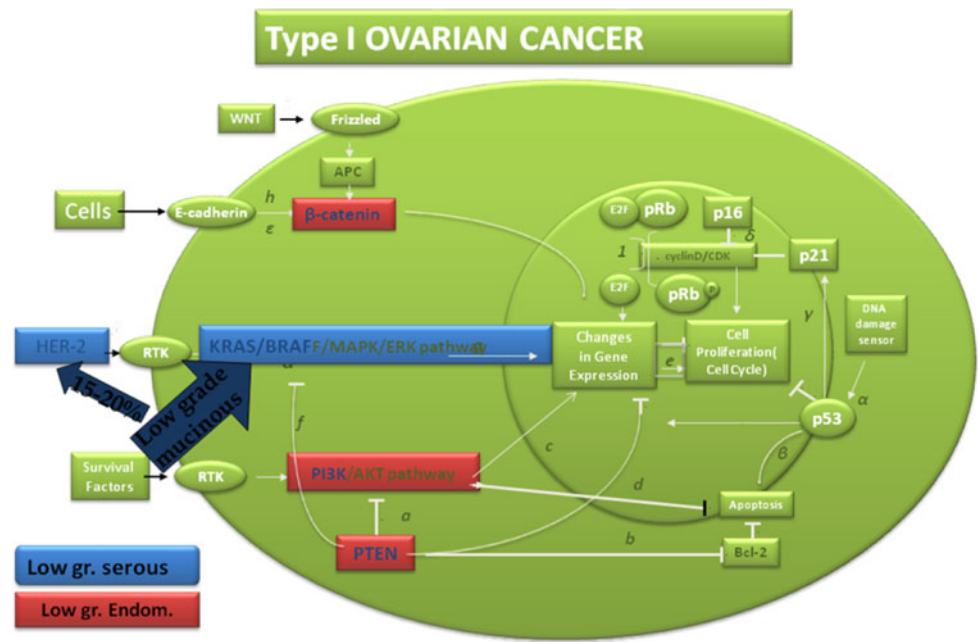 Type I OVARIAN CANCER
WNT
Frizzled
APC
Cells
E-cadherin
h
ε
β-catenin
E2F
pRb
p16
δ
1
cyclinD/CDK
p21
E2F
pRb
P
γ
DNA
damage
sensor
HER-2
RTK
KRAS/BRAFF/MAPK/ERK pathway
Changes
in Gene
Expression
e
Cell
Proliferation(
Cell Cycle)
15-20%
Low grade
mucinous
f
α
p53
β
c
Survival
Factors
RTK
PI3K/AKT pathway
d
Apoptosis
a
PTEN
b
Bcl-2
Low gr. serous
Low gr. Endom.